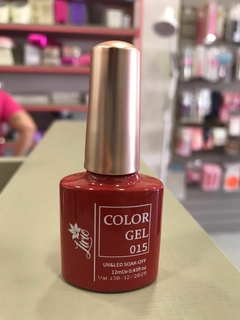 COLOR
GEL
015
UV&LED SOAK-OFF
12ml/e 0.43fl.oz